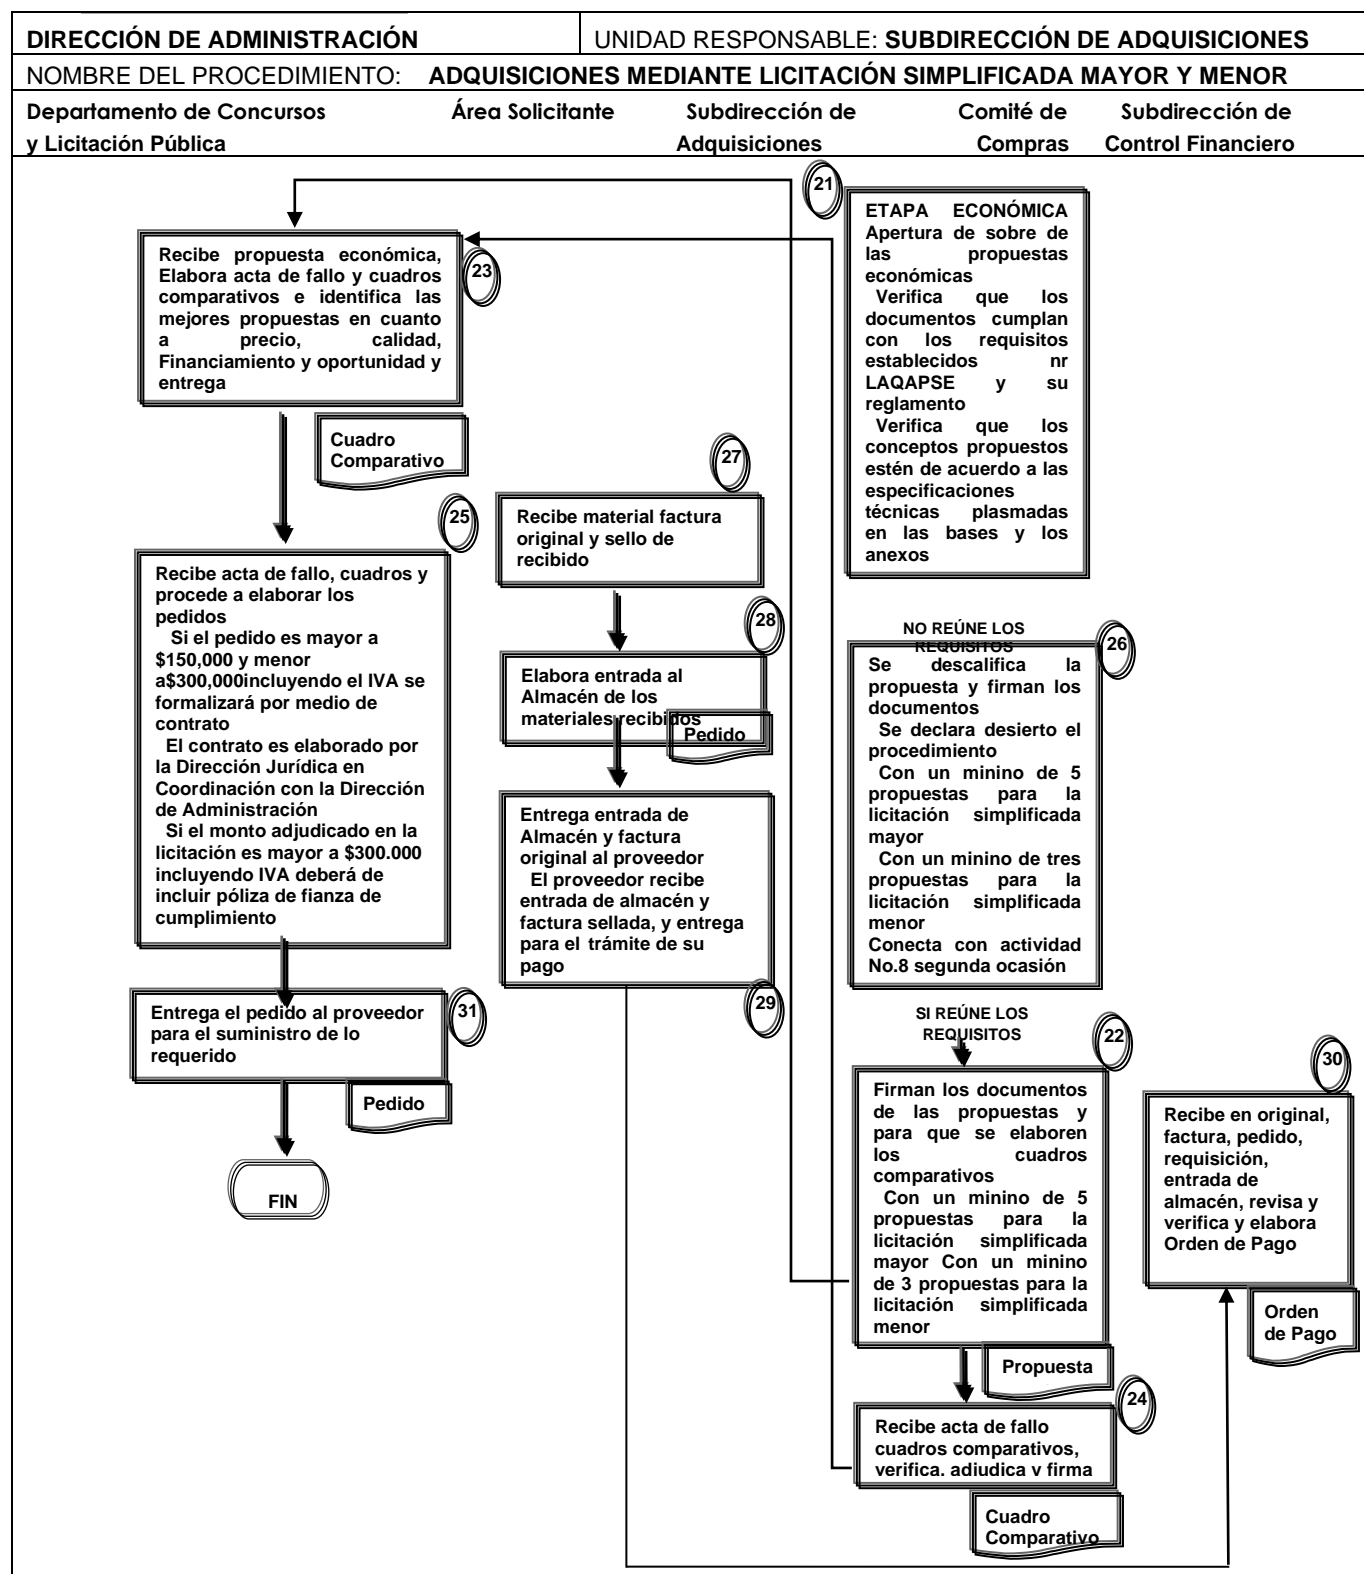 DIRECCIÓN DE ADMINISTRACIÓN
UNIDAD RESPONSABLE: SUBDIRECCIÓN DE ADQUISICIONES
NOMBRE DEL PROCEDIMIENTO: ADQUISICIONES MEDIANTE LICITACIÓN SIMPLIFICADA MAYOR Y MENOR
Departamento de Concursos
y Licitación Pública
Área Solicitante
Subdirección de
Adquisiciones
Comité de
Compras
Subdirección de
Control Financiero
21
ETAPA ECONÓMICA
Apertura de sobre de
las propuestas
económicas
Verifica que los
documentos cumplan
con los requisitos
establecidos nr
LAQAPSE y su
reglamento
Verifica que los
conceptos propuestos
estén de acuerdo a las
especificaciones
técnicas plasmadas
en las bases y los
anexos
23
Recibe propuesta económica,
Elabora acta de fallo y cuadros
comparativos e identifica las
mejores propuestas en cuanto
a precio, calidad,
Financiamiento y oportunidad y
entrega
Cuadro
Comparativo
25
Recibe acta de fallo, cuadros y
procede a elaborar los
pedidos
Si el pedido es mayor a
$150,000 y menor
a$300,000incluyendo el IVA se
formalizará por medio de
contrato
El contrato es elaborado por
la Dirección Jurídica en
Coordinación con la Dirección
de Administración
Si el monto adjudicado en la
licitación es mayor a $300.000
incluyendo IVA deberá de
incluir póliza de fianza de
cumplimiento
31
Entrega el pedido al proveedor
para el suministro de lo
requerido
Pedido
FIN
27
Recibe material factura
original y sello de
recibido
28
Elabora entrada al
Almacén de los
materiales recibidos
Pedido
Entrega entrada de
Almacén y factura
original al proveedor
El proveedor recibe
entrada de almacén y
factura sellada, y entrega
para el trámite de su
pago
29
NO REÚNE LOS
REQUISITOS
26
Se descalifica la
propuesta y firman los
documentos
Se declara desierto el
procedimiento
Con un minino de 5
propuestas para la
licitación simplificada
mayor
Con un minino de tres
propuestas para la
licitación simplificada
menor
Conecta con actividad
No.8 segunda ocasión
SI REÚNE LOS
REQUISITOS
22
Firman los documentos
de las propuestas y
para que se elaboren
los cuadros
comparativos
Con un minino de 5
propuestas para la
licitación simplificada
mayor Con un minino
de 3 propuestas para la
licitación simplificada
menor
Propuesta
24
Recibe acta de fallo
cuadros comparativos,
verifica. adjudica y firma
Cuadro
Comparativo
30
Recibe en original,
factura, pedido,
requisición,
entrada de
almacén, revisa y
verifica y elabora
Orden de Pago
Orden
de Pago